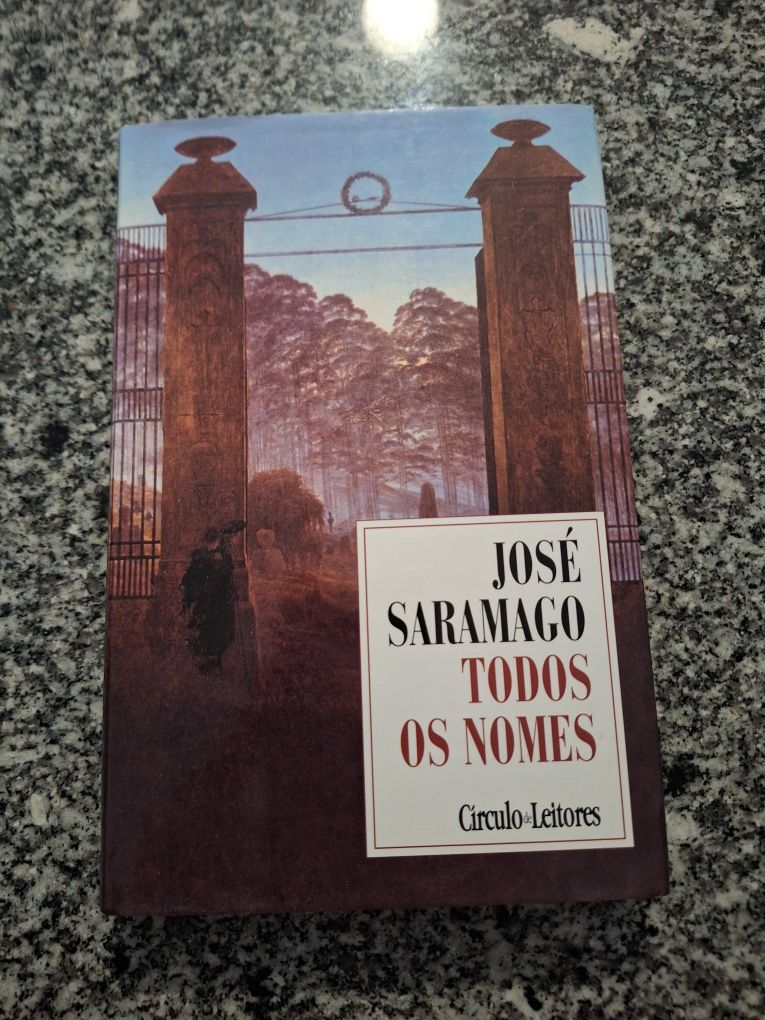 JOSÉ
SARAMAGO
TODOS
OS NOMES
Círculo de Leitores